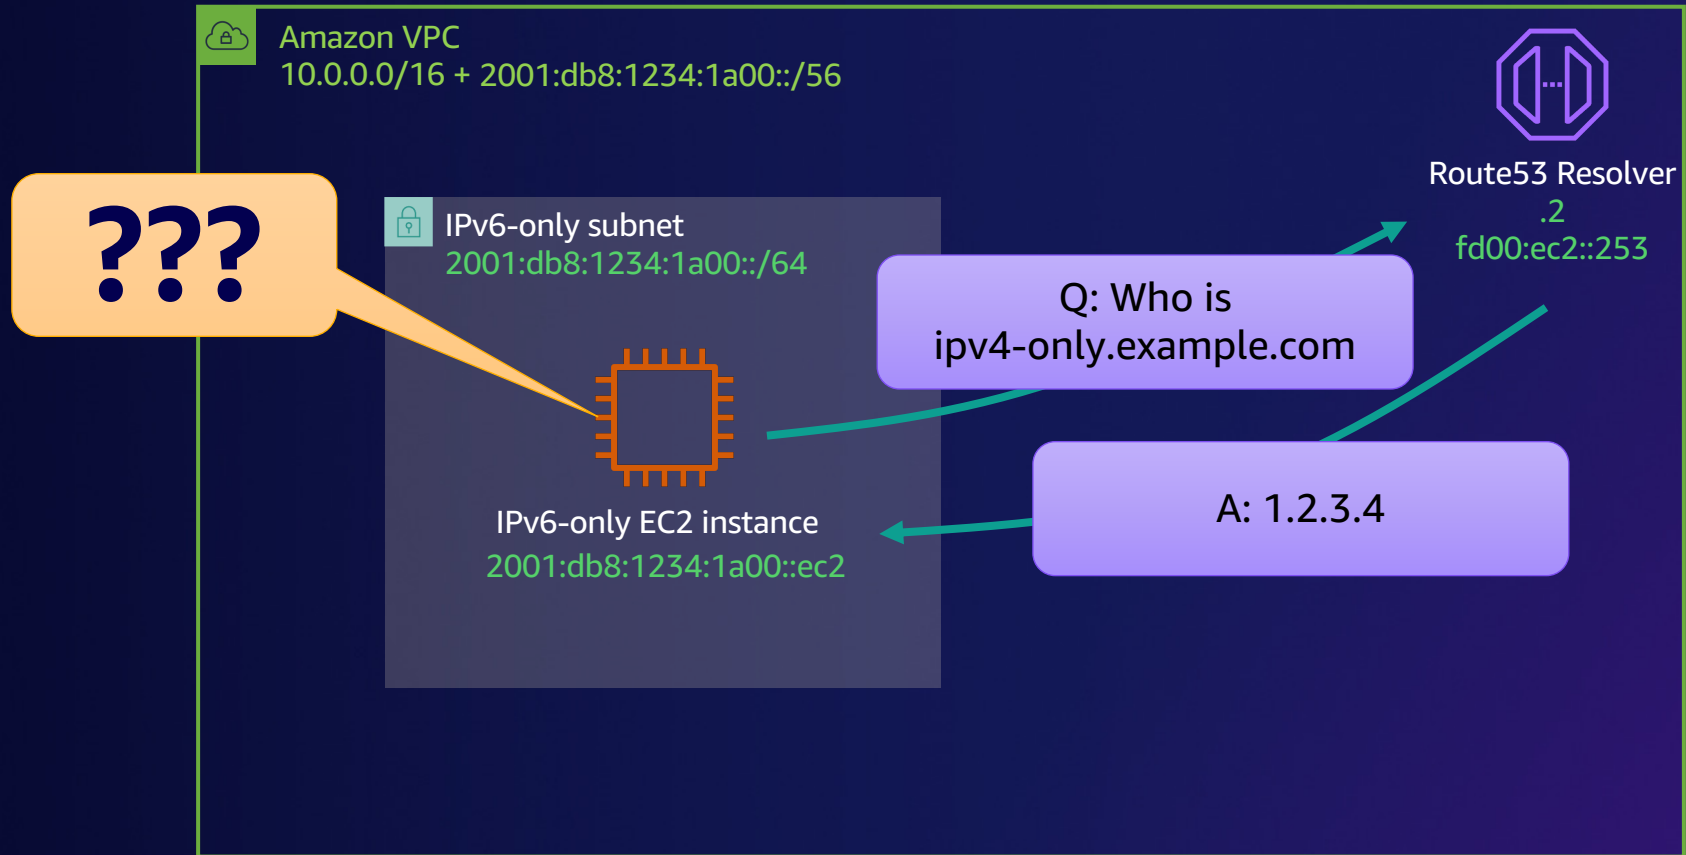 Amazon VPC
10.0.0.0/16 + 2001:db8:1234:1a00::/56
Route53 Resolver
.2
fd00:ec2::253
???
IPv6-only subnet
2001:db8:1234:1a00::/64
Q: Who is
ipv4-only.example.com
A: 1.2.3.4
IPv6-only EC2 instance
2001:db8:1234:1a00::ec2